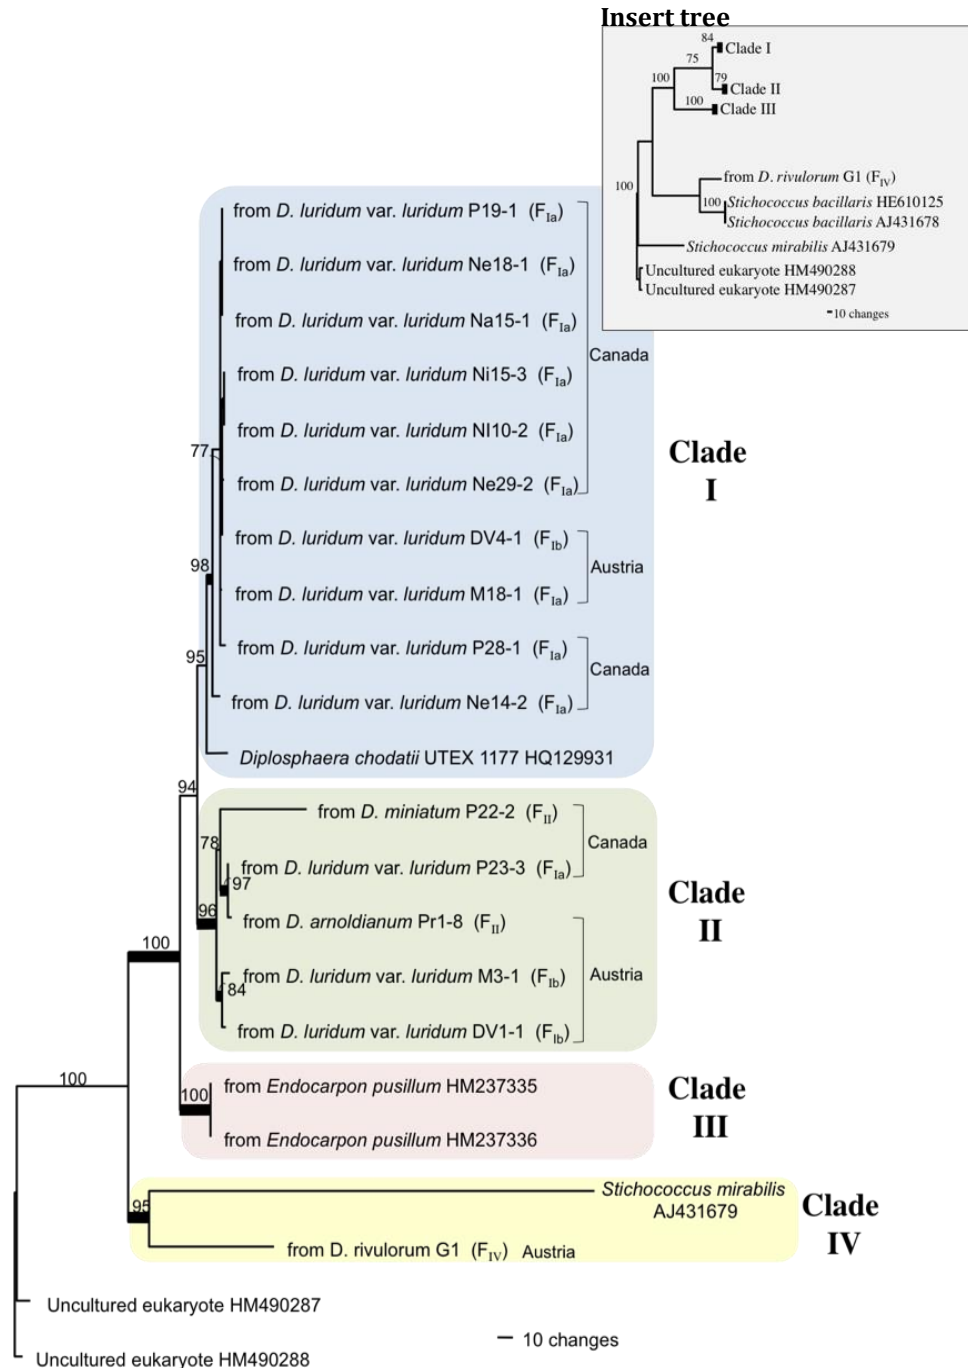 Insert tree
84
Clade I
75
79
Clade II
100
100
Clade III
from D. rivulorum G1 (FIV)
100
100
Stichococcus bacillaris HE610125
Stichococcus bacillaris AJ431678
Stichococcus mirabilis AJ431679
Uncultured eukaryote HM490288
Uncultured eukaryote HM490287
10 changes
from D. luridum var. luridum P19-1 (FIa)
from D. luridum var. luridum Ne18-1 (FIa)
from D. luridum var. luridum Na15-1 (FIa)
Canada
from D. luridum var. luridum Ni15-3 (FIa)
from D. luridum var. luridum NI10-2 (FIa)
77
Clade
I
from D. luridum var. luridum Ne29-2 (FIa)
from D. luridum var. luridum DV4-1 (FIb)
98
Austria
from D. luridum var. luridum M18-1 (FIa)
from D. luridum var. luridum P28-1 (FIa)
95
Canada
from D. luridum var. luridum Ne14-2 (FIa)
Diplosphaera chodatii UTEX 1177 HQ129931
94
from D. miniatum P22-2 (FII)
78
Canada
from D. luridum var. luridum P23-3 (FIa)
97
Clade
II
96
from D. arnoldianum Pr1-8 (FII)
100
from D. luridum var. luridum M3-1 (FIb)
Austria
84
from D. luridum var. luridum DV1-1 (FIb)
100
from Endocarpon pusillum HM237335
100
Clade
III
from Endocarpon pusillum HM237336
Stichococcus mirabilis
AJ431679
95
Clade
IV
from D. rivulorum G1 (FIV) Austria
Uncultured eukaryote HM490287
10 changes
Uncultured eukaryote HM490288